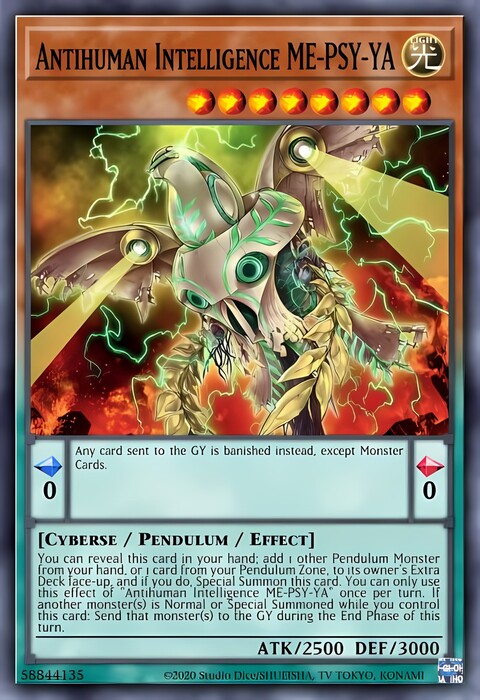 ANTIHUMAN INTELLIGENCE ME-PSY-YA
LIGHT
光
Any card sent to the GY is banished instead, except Monster
Cards.
0
0
[CYBERSE / PENDULUM / EFFECT]
You can reveal this card in your hand; add 1 other Pendulum Monster
from your hand, or 1 card from your Pendulum Zone, to its owner's Extra
Deck face-up, and if you do, Special Summon this card. You can only use
this effect of "Antihuman Intelligence ME-PSY-YA" once per turn. If
another monster(s) is Normal or Special Summoned while you control
this card: Send that monster(s) to the GY during the End Phase of this
turn.
ATK/2500 DEF/3000
58844135
©2020 Studio Dice/SHUEISHA, TV TOKYO, KONAMI